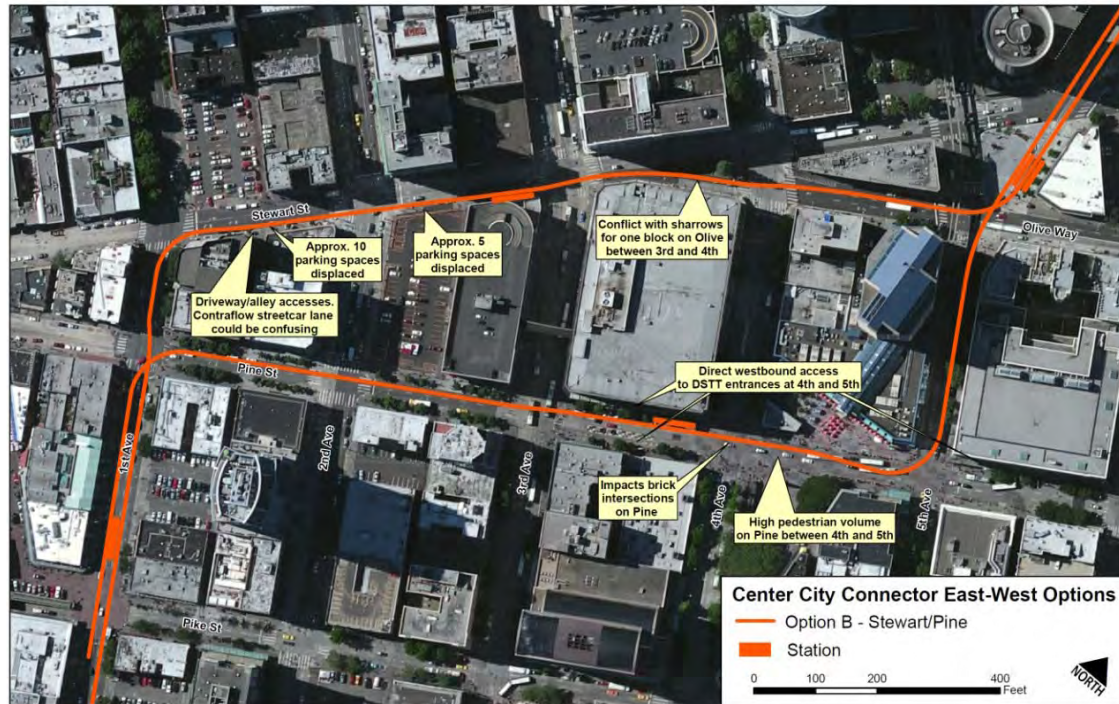 Stewart St
Approx. 10
parking spaces
displaced
Approx. 5
parking spaces
displaced
Conflict with sharrows
for one block on Olive
between 3rd and 4th
Olive Way
Driveway/alley accesses.
Contraflow streetcar lane
could be confusing
Pine St
Direct westbound access
to DSTT entrances at 4th and 5th
1st Ave
2nd Ave
3rd Ave
4th Ave
5th Ave
Impacts brick
intersections
on Pine
High pedestrian volume
on Pine between 4th and 5th
Pike St
Center City Connector East-West Options
Option B - Stewart/Pine
Station
0 100 200 400
Feet
NORTH